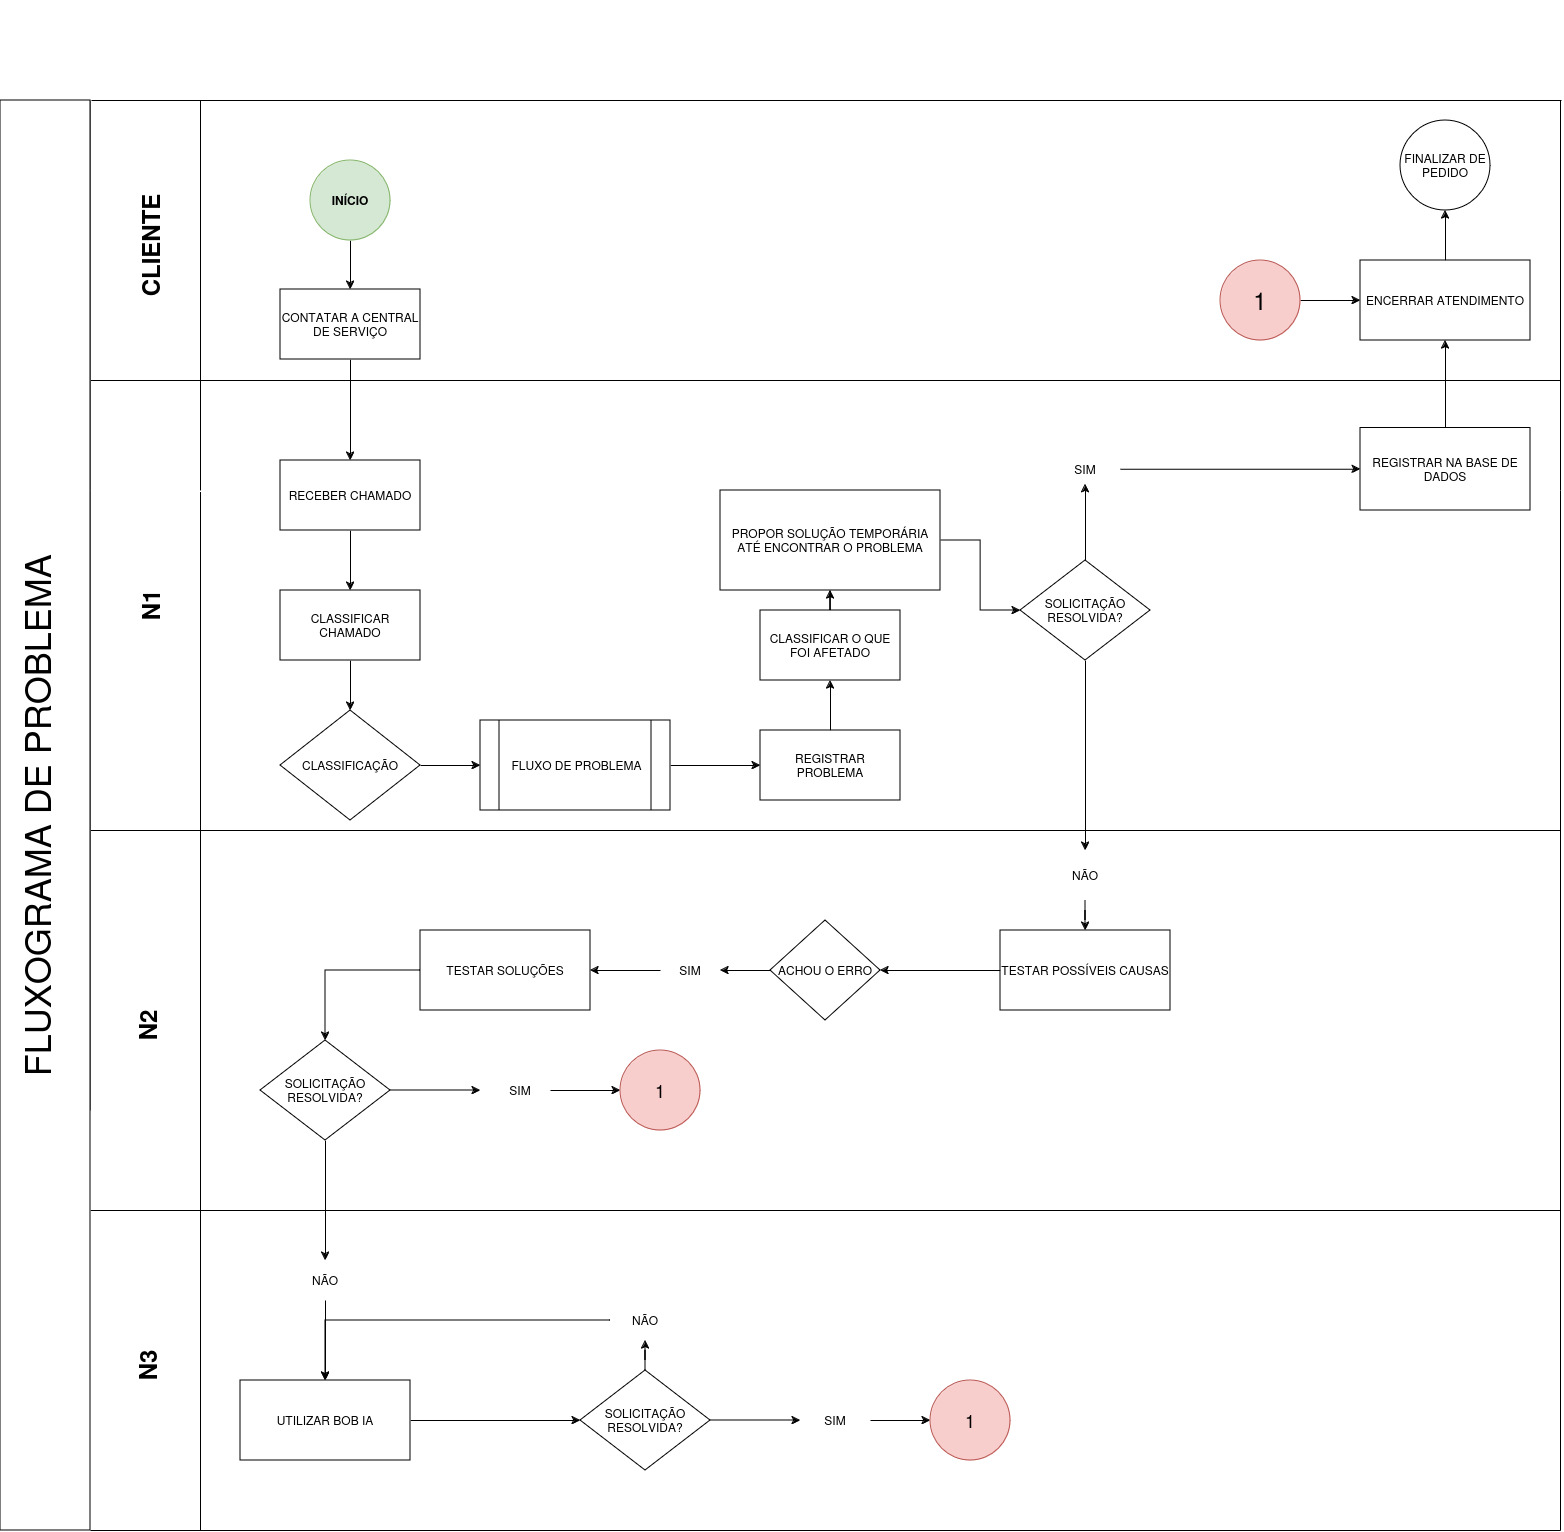 FLUXOGRAMA DE PROBLEMA
CLIENTE
INÍCIO
CONTATAR A CENTRAL
DE SERVIÇO
FINALIZAR DE
PEDIDO
1
ENCERRAR ATENDIMENTO
N1
RECEBER CHAMADO
CLASSIFICAR
CHAMADO
CLASSIFICAÇÃO
FLUXO DE PROBLEMA
REGISTRAR
PROBLEMA
CLASSIFICAR O QUE
FOI AFETADO
PROPOR SOLUÇÃO TEMPORÁRIA
ATÉ ENCONTRAR O PROBLEMA
SOLICITAÇÃO
RESOLVIDA?
SIM
REGISTRAR NA BASE DE
DADOS
N2
NÃO
TESTAR POSSÍVEIS CAUSAS
ACHOU O ERRO
SIM
TESTAR SOLUÇÕES
SOLICITAÇÃO
RESOLVIDA?
SIM
1
N3
NÃO
UTILIZAR BOB IA
SOLICITAÇÃO
RESOLVIDA?
NÃO
SIM
1